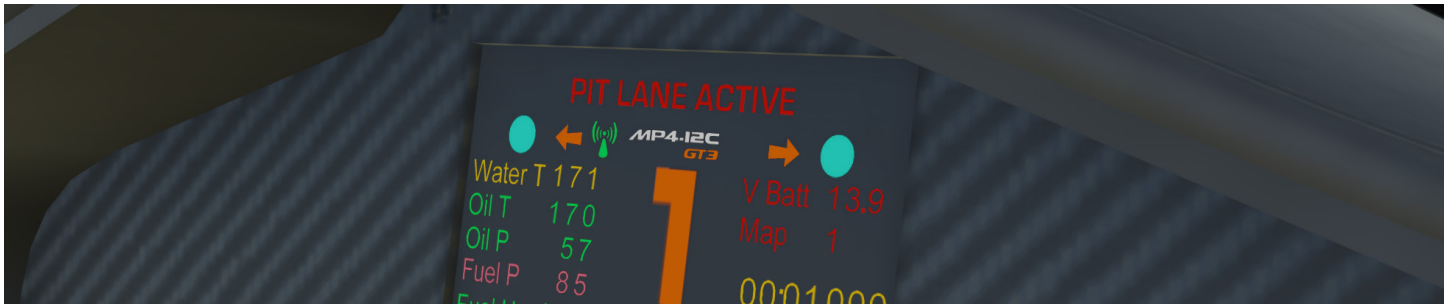 PIT LANE ACTIVE
MP4-12C
GT3
Water T 171
Oil T 170
Oil P 57
Fuel P 85
1
V Batt 13.9
Map 1